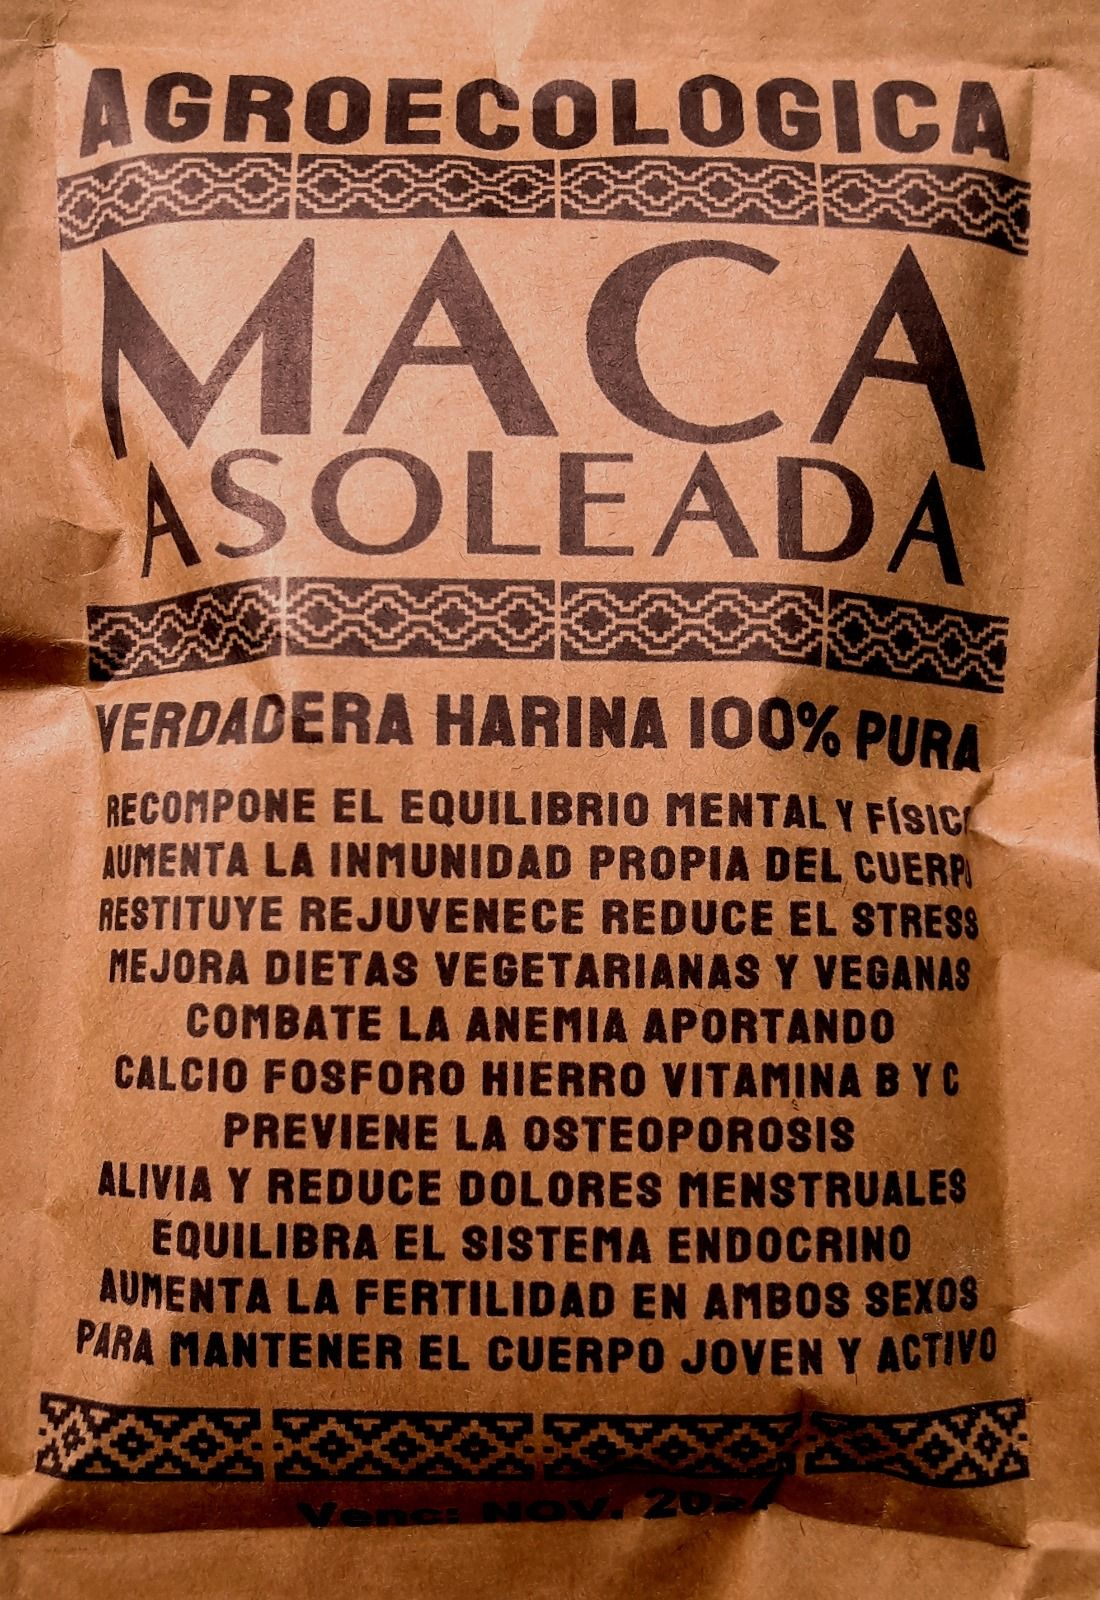 AGROECOLOGICA
MACA
ASOLEADA
VERDADERA HARINA 100% PURA
RECOMPONE EL EQUILIBRIO MENTAL Y FÍSICO
AUMENTA LA INMUNIDAD PROPIA DEL CUERPO
RESTITUYE REJUVENECE REDUCE EL STRESS
MEJORA DIETAS VEGETARIANAS Y VEGANAS
COMBATE LA ANEMIA APORTANDO
CALCIO FOSFORO HIERRO VITAMINA B Y C
PREVIENE LA OSTEOPOROSIS
ALIVIA Y REDUCE DOLORES MENSTRUALES
EQUILIBRA EL SISTEMA ENDOCRINO
AUMENTA LA FERTILIDAD EN AMBOS SEXOS
PARA MANTENER EL CUERPO JOVEN Y ACTIVO
Venc: NOV.